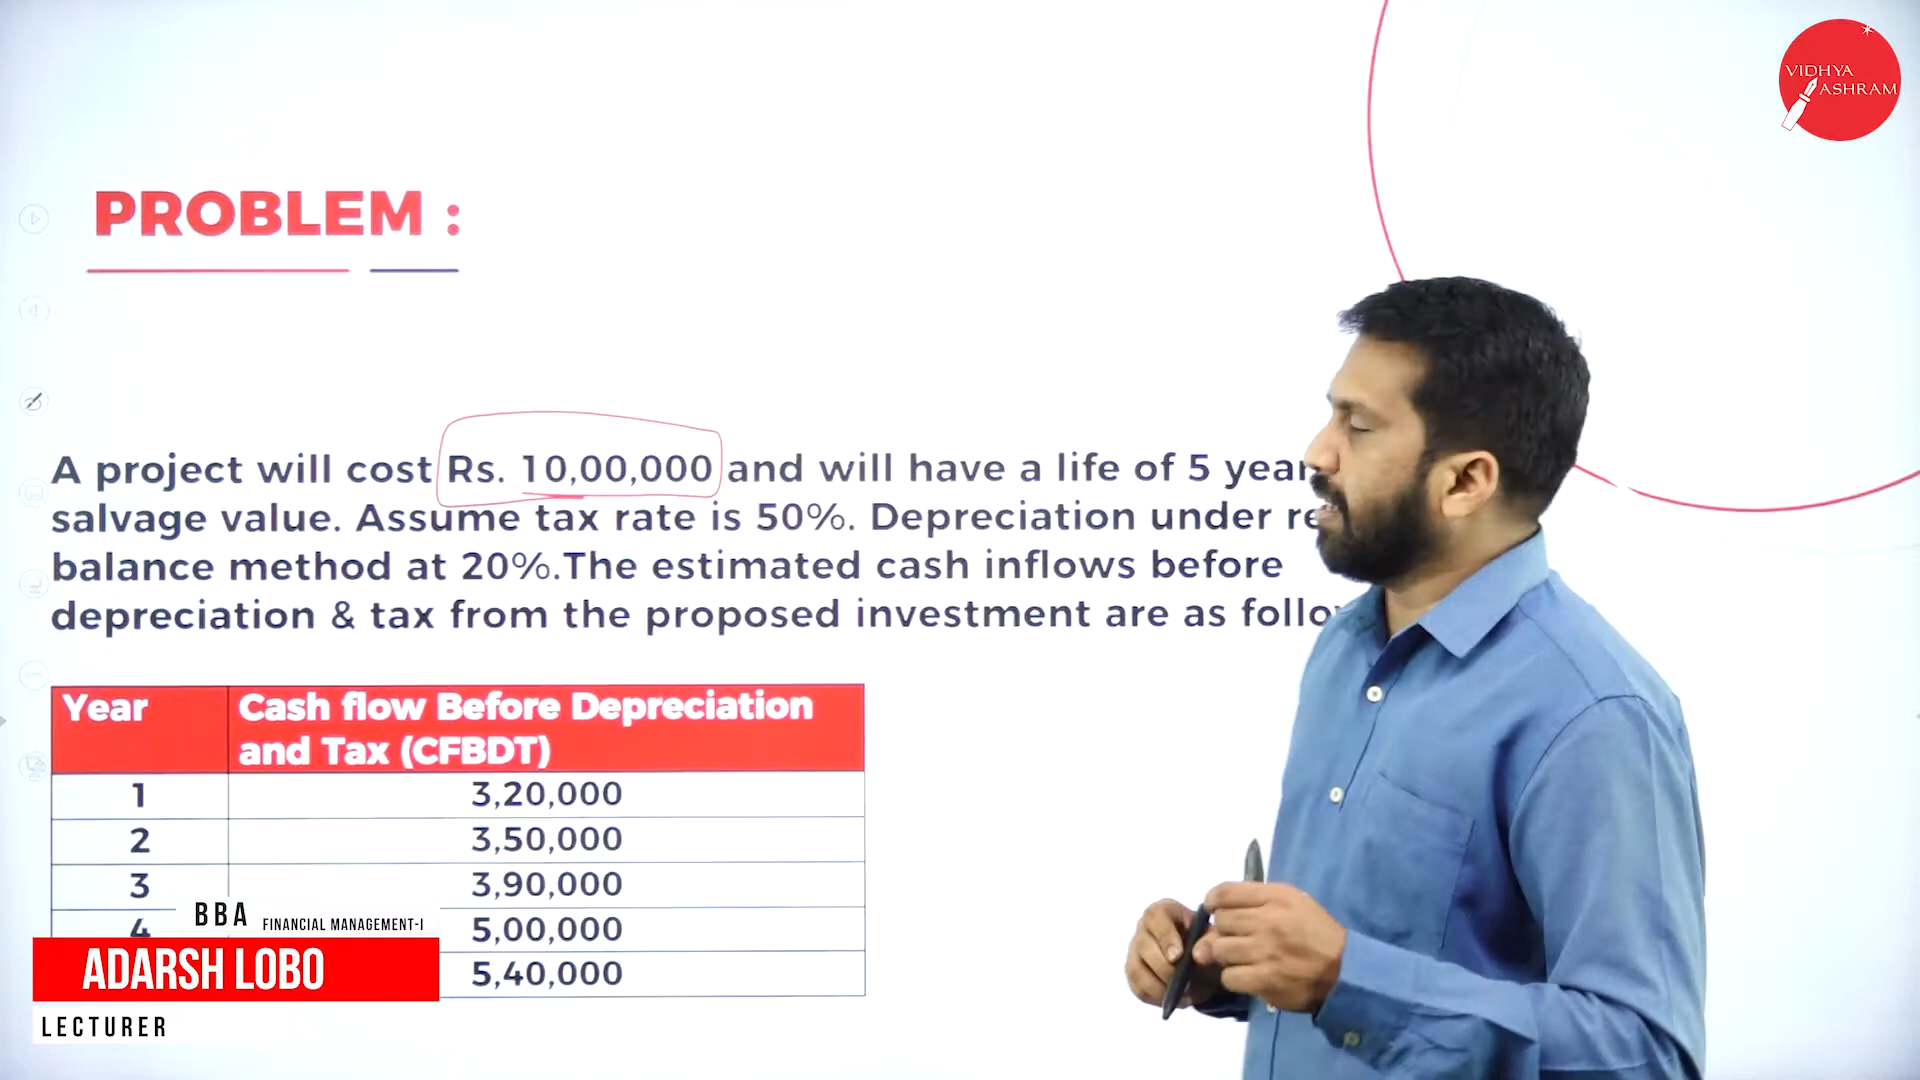 VIDHYA
ASHRAM
PROBLEM :
A project will cost Rs. 10,00,000 and will have a life of 5
salvage value. Assume tax rate is 50%. Depreciation under
balance method at 20%.The estimated cash inflows before
depreciation & tax from the proposed investment are as
Year Cash flow Before Depreciation
and Tax (CFBDT)
1 3,20,000
2 3,50,000
3 3,90,000
4 5,00,000
5,40,000
BBA FINANCIAL MANAGEMENT-I
ADARSH LOBO
LECTURER